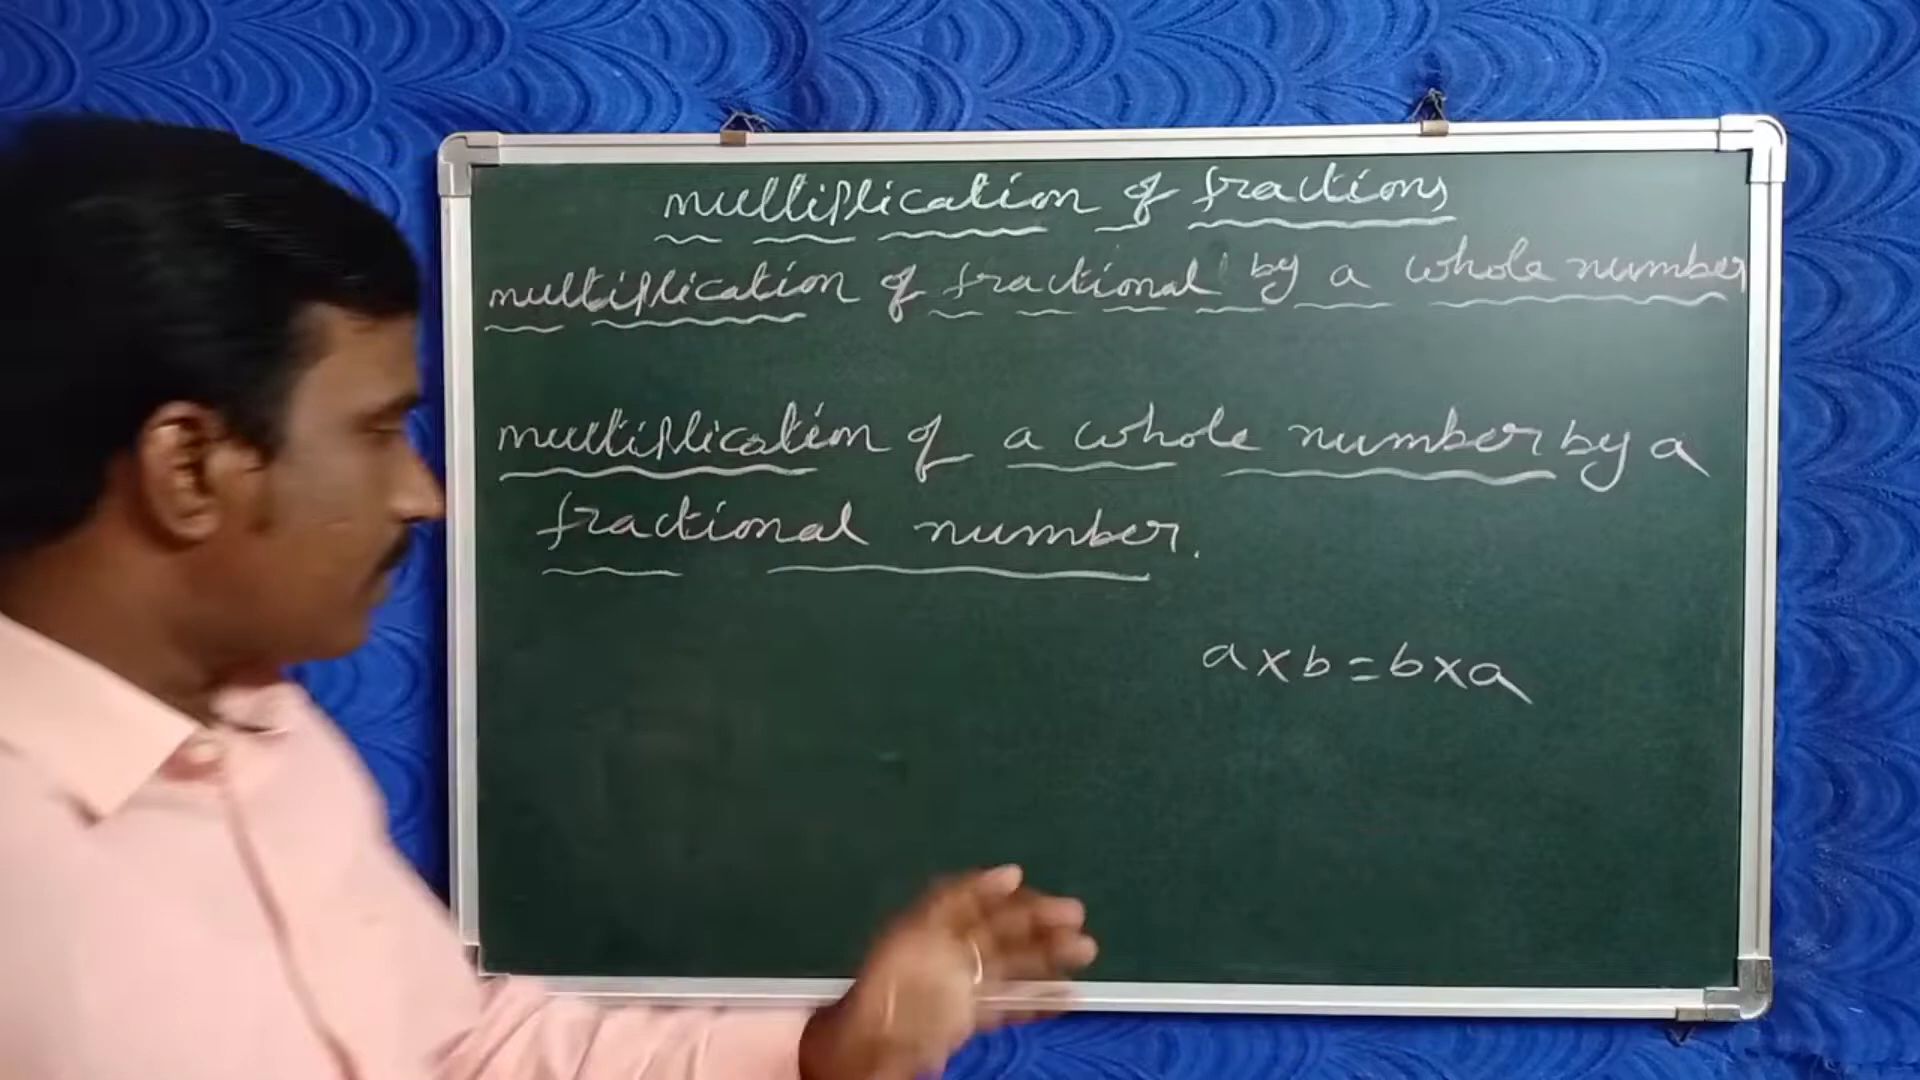 multiplication of fractions
multiplication of fractional by a whole number
multiplication of a whole number by a
fractional number.
a×b=b×a